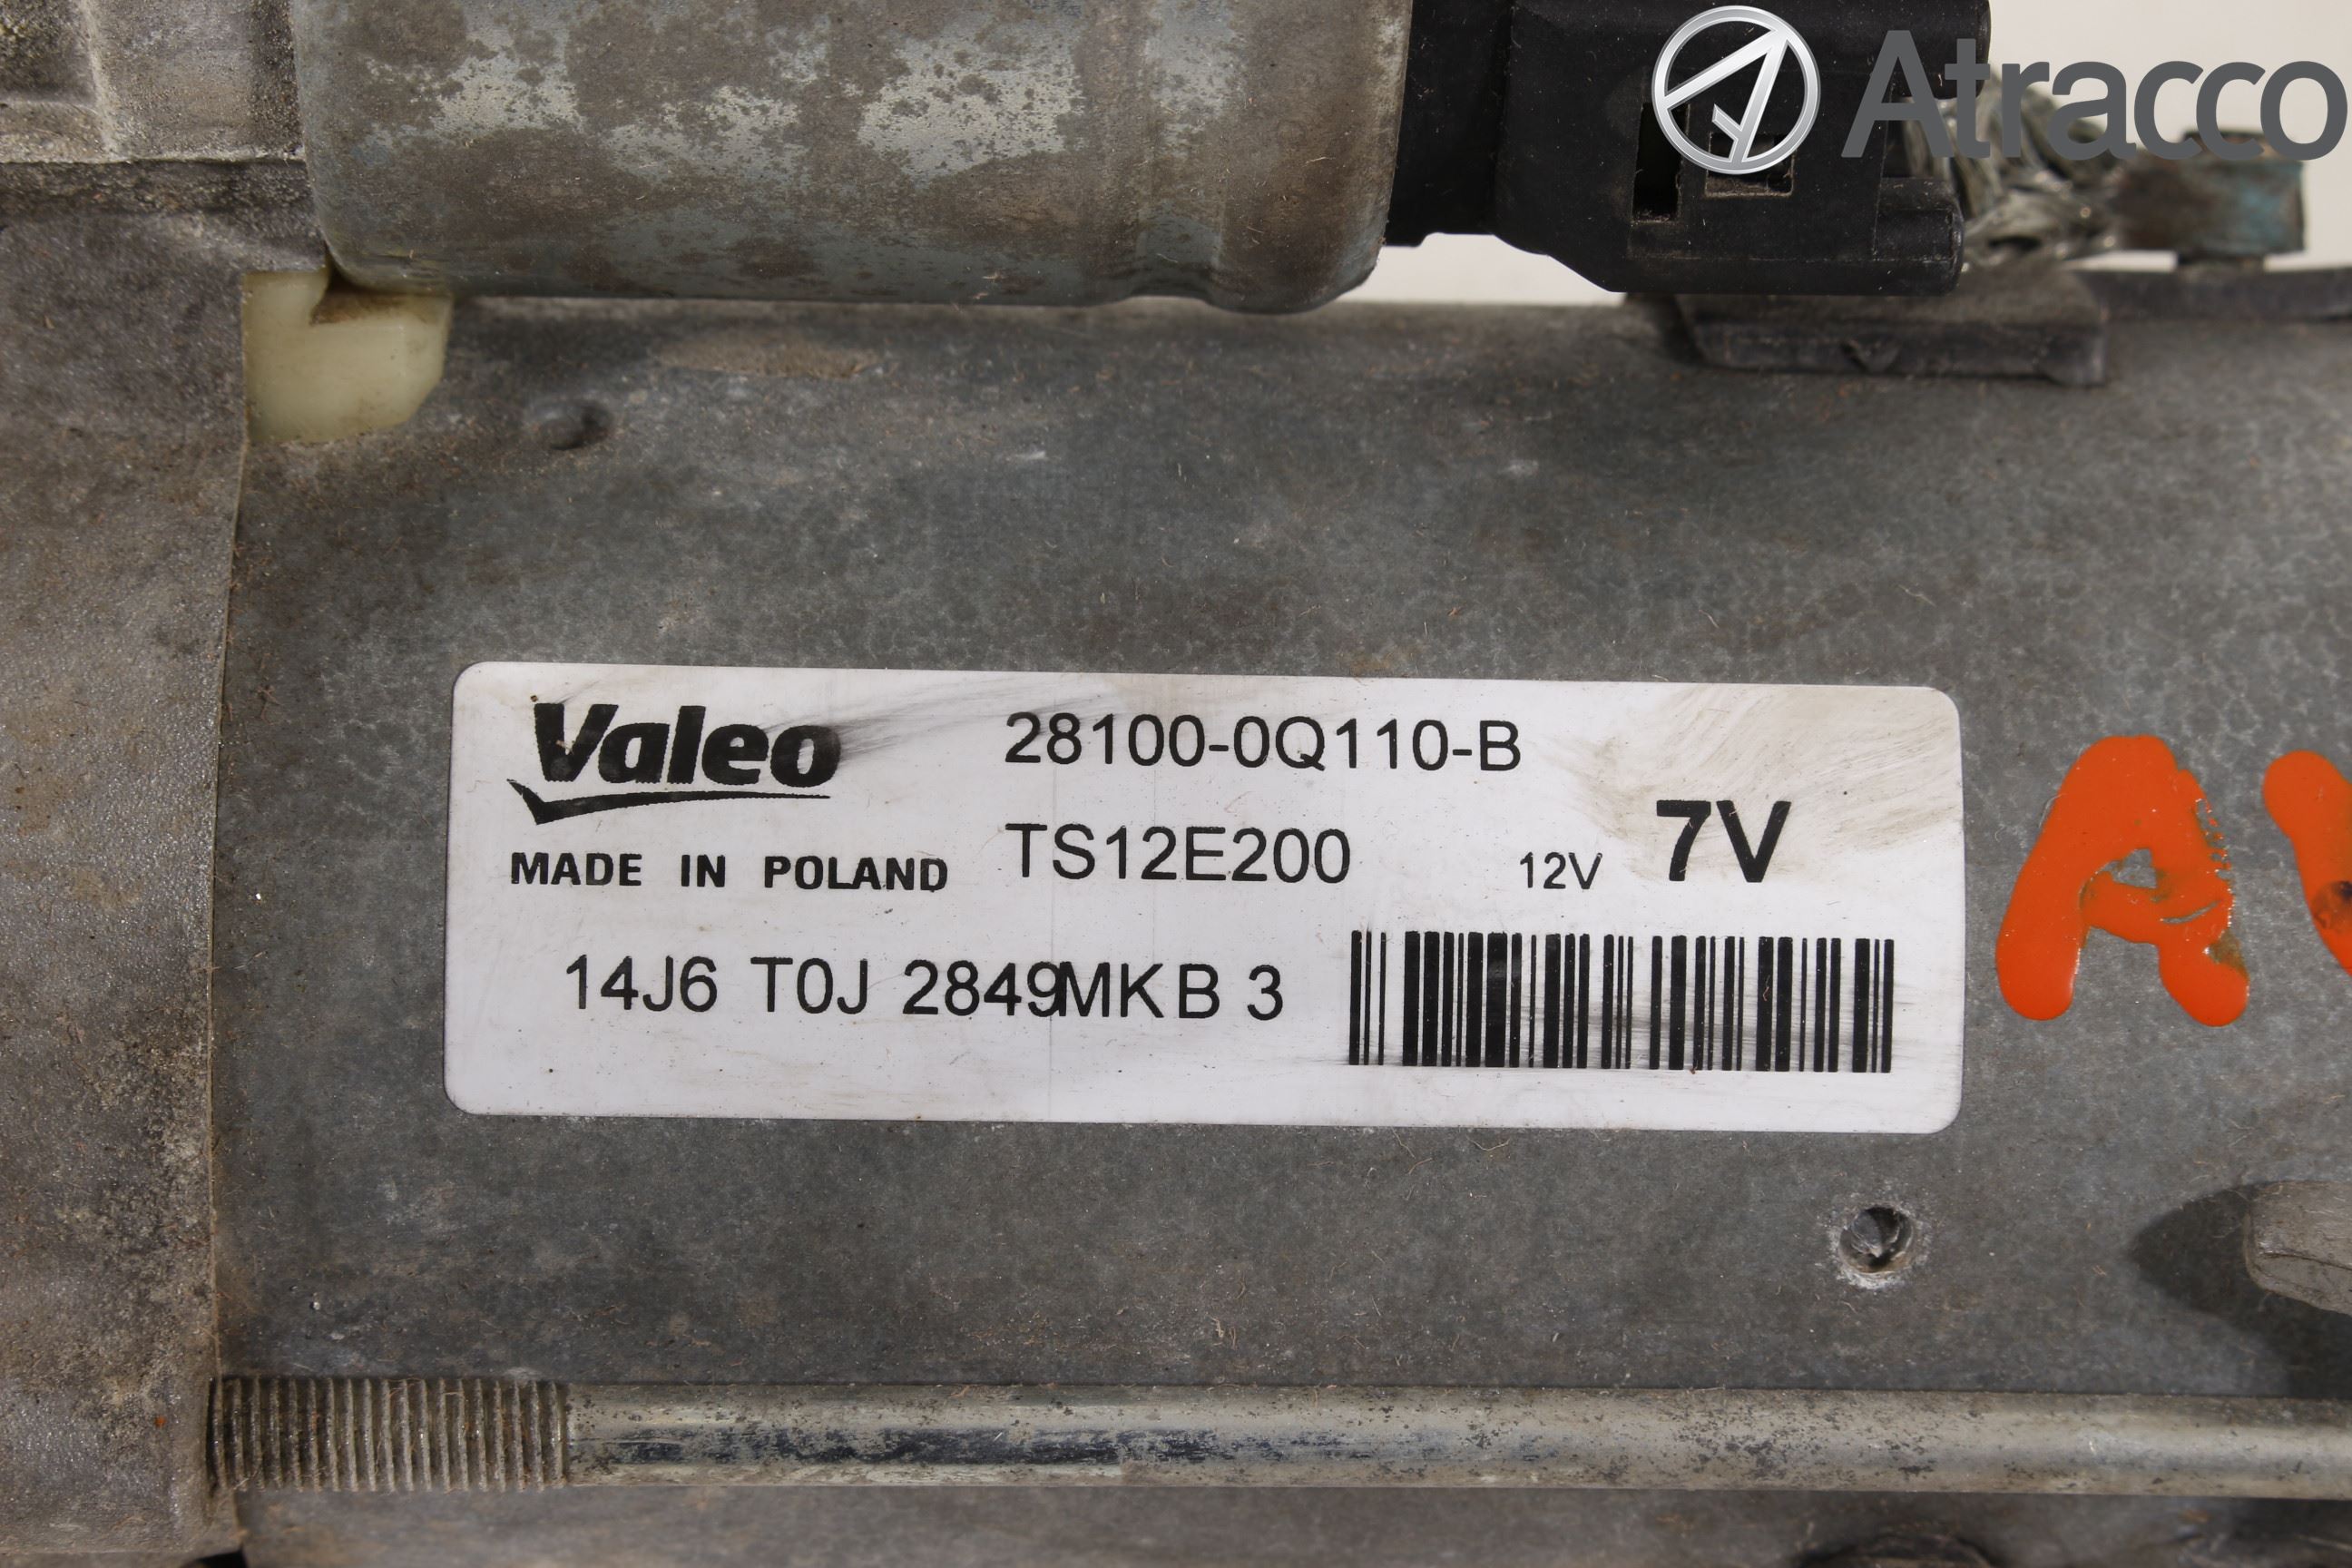 Atracco
Valeo 28100-0Q110-B
MADE IN POLAND TS12E200 12V 7V
14J6 T0J 2849MKB 3